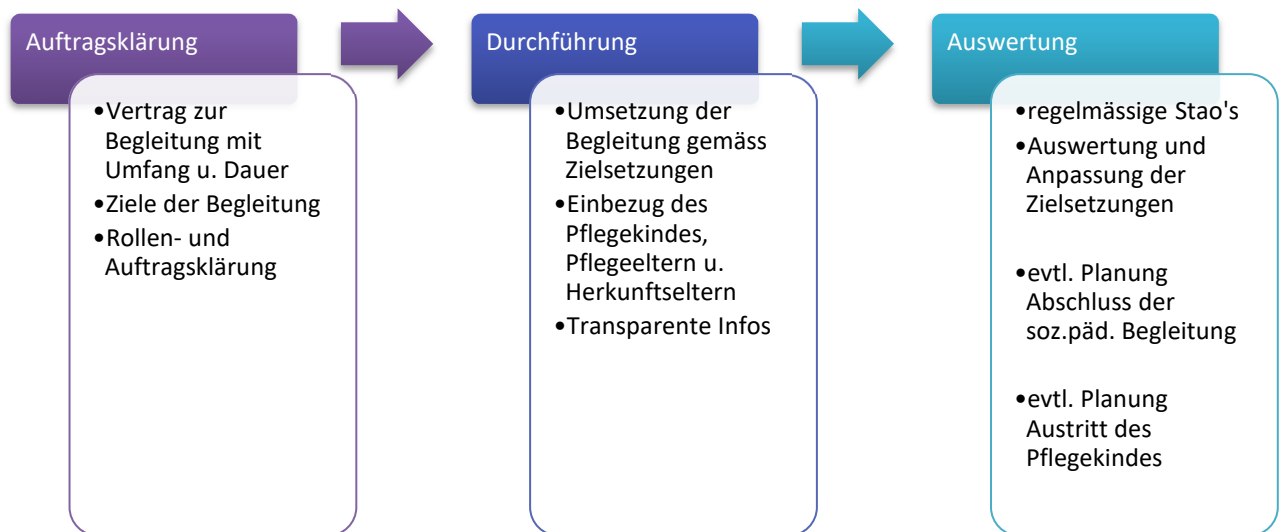 Auftragsklärung
•Vertrag zur
Begleitung mit
Umfang u. Dauer
•Ziele der Begleitung
•Rollen- und
Auftragsklärung
Durchführung
•Umsetzung der
Begleitung gemäss
Zielsetzungen
•Einbezug des
Pflegekindes,
Pflegeeltern u.
Herkunftseltern
•Transparente Infos
Auswertung
•regelmässige Stao's
•Auswertung und
Anpassung der
Zielsetzungen
•evtl. Planung
Abschluss der
soz.päd. Begleitung
•evtl. Planung
Austritt des
Pflegekindes